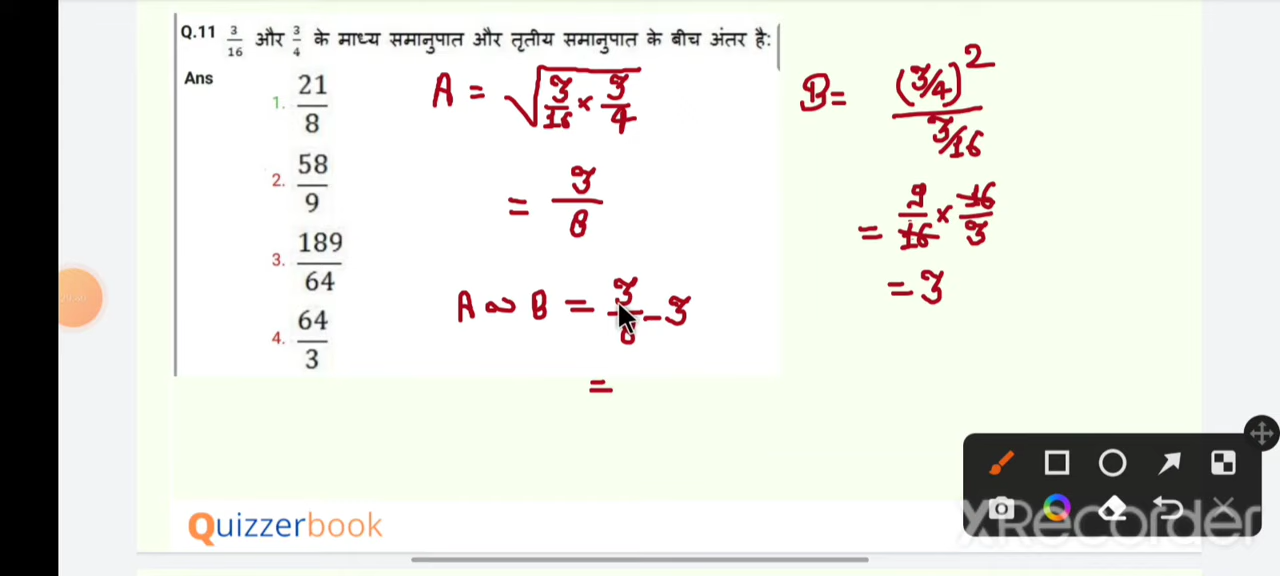 Q.11 3/16 और 3/4 के माध्य समानुपात और तृतीय समानुपात के बीच अंतर है:
Ans
1. 21/8
2. 58/9
3. 189/64
4. 64/3
A = √(3/16 × 3/4)
= 3/8
A ∾ B = 3/8 - 3
=
B = (3/4)² / 3/16
= 9/16 × 16/3
= 3
Quizzerbook
XRecorder